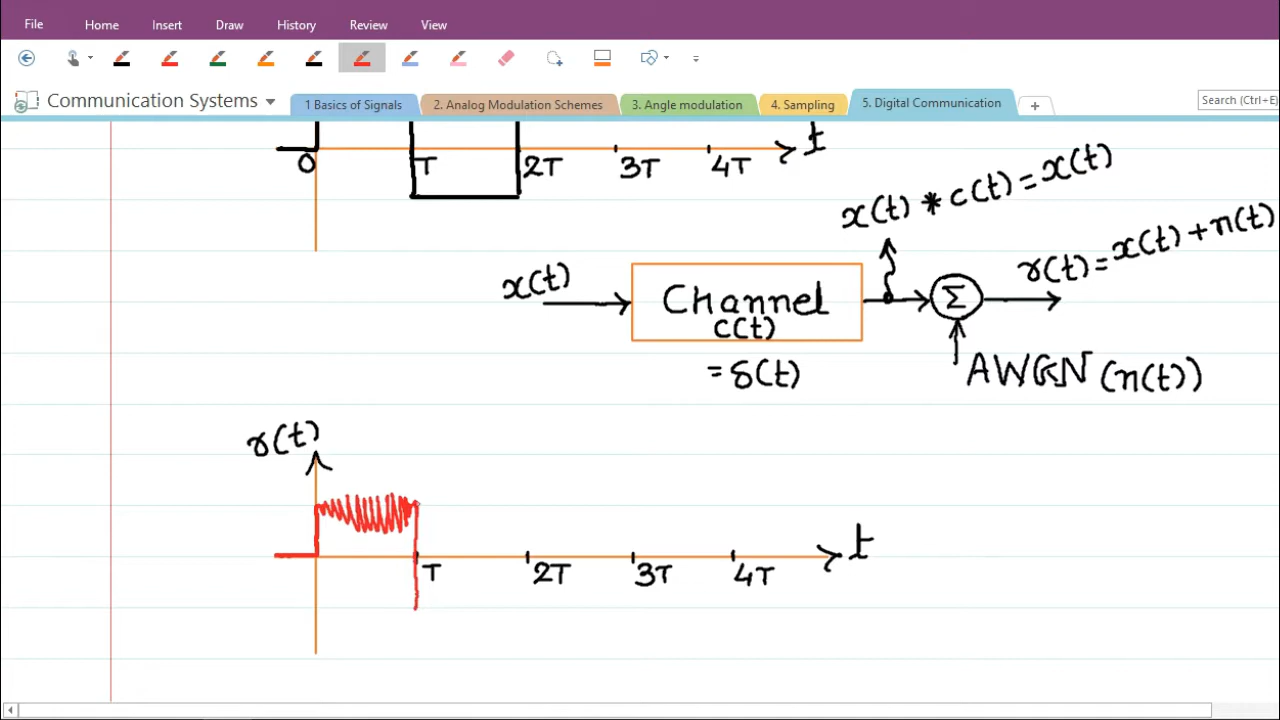 File Home Insert Draw History Review View
Communication Systems 1 Basics of Signals 2. Analog Modulation Schemes 3. Angle modulation 4. Sampling 5. Digital Communication + Search (Ctrl+E)
0 T 2T 3T 4T t
x(t) * c(t) = x(t)
x(t) Channel Σ r(t) = x(t) + n(t)
c(t)
= δ(t) AWGN (n(t))
r(t)
T 2T 3T 4T t